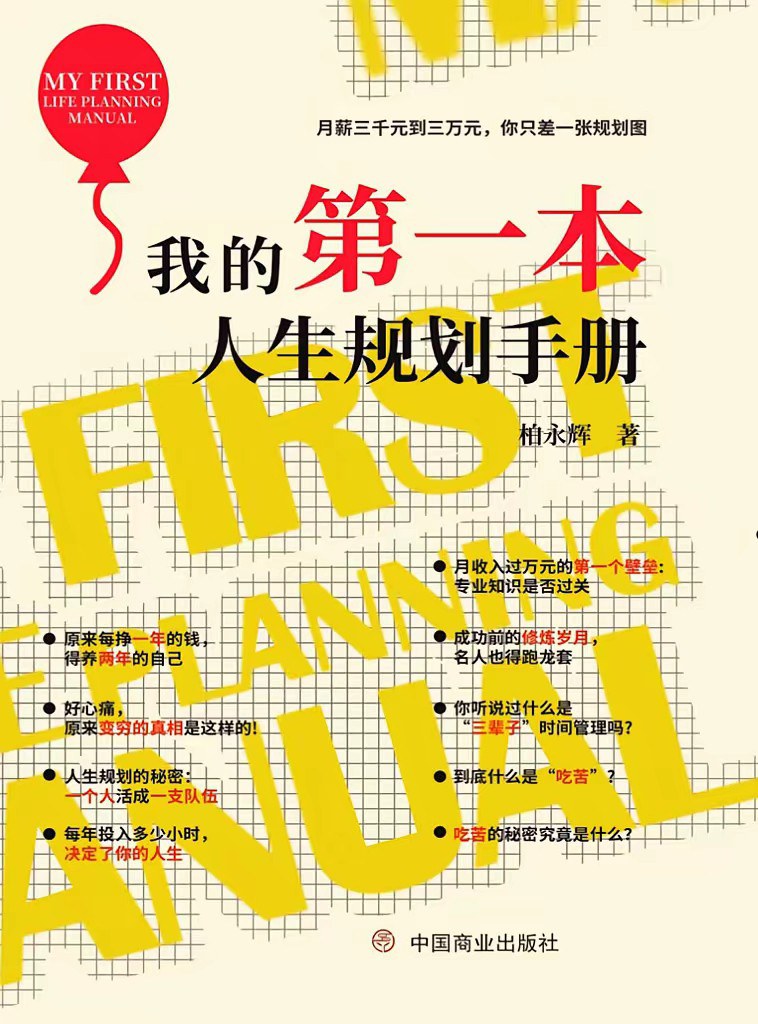 MY FIRST
LIFE PLANNING
MANUAL
月薪三千元到三万元，你只差一张规划图
我的第一本
人生规划手册
柏永辉 著
FIRST
E PLANNING
ANUAL
原来每挣一年的钱，
得养两年的自己
好心痛，
原来变穷的真相是这样的！
人生规划的秘密：
一个人活成一支队伍
每年投入多少小时，
决定了你的人生
月收入过万元的第一个壁垒：
专业知识是否过关
成功前的修炼岁月，
名人也得跑龙套
你听说过什么是
“三辈子”时间管理吗？
到底什么是“吃苦”？
吃苦的秘密究竟是什么？
中国商业出版社